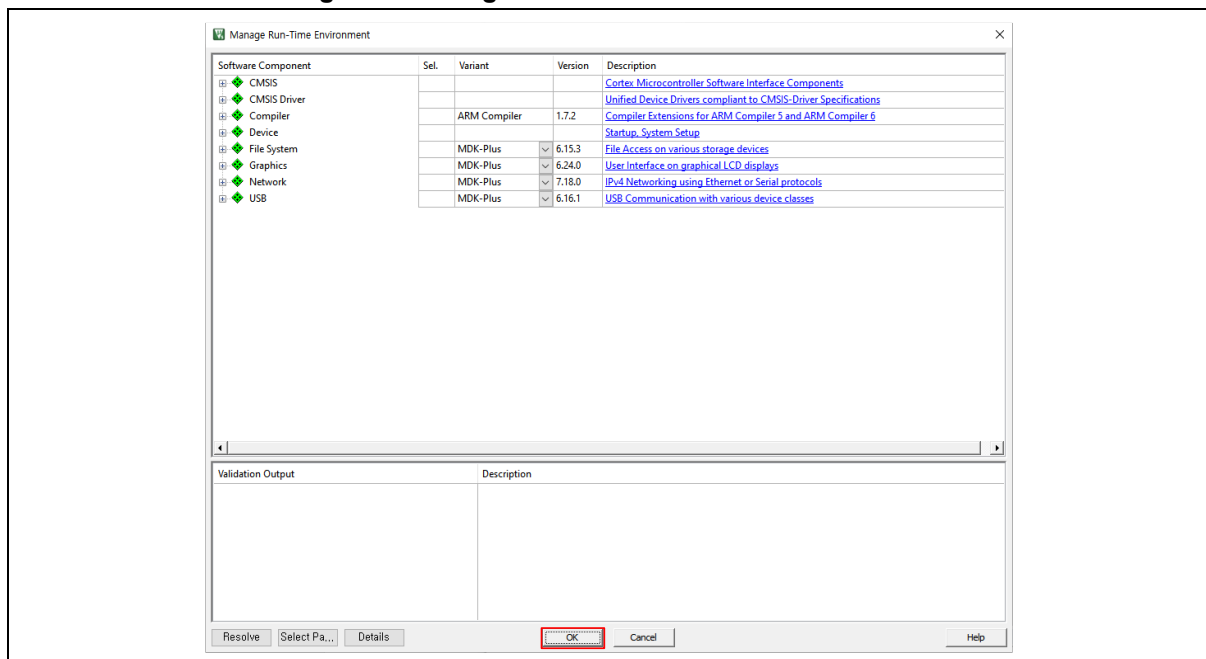 Manage Run-Time Environment
Software Component Sel. Variant Version Description
CMSIS Cortex Microcontroller Software Interface Components
CMSIS Driver Unified Device Drivers compliant to CMSIS-Driver Specifications
Compiler ARM Compiler 1.7.2 Compiler Extensions for ARM Compiler 5 and ARM Compiler 6
Device Startup, System Setup
File System MDK-Plus 6.15.3 File Access on various storage devices
Graphics MDK-Plus 6.24.0 User Interface on graphical LCD displays
Network MDK-Plus 7.18.0 IPv4 Networking using Ethernet or Serial protocols
USB MDK-Plus 6.16.1 USB Communication with various device classes
Validation Output Description
Resolve Select Pa... Details OK Cancel Help